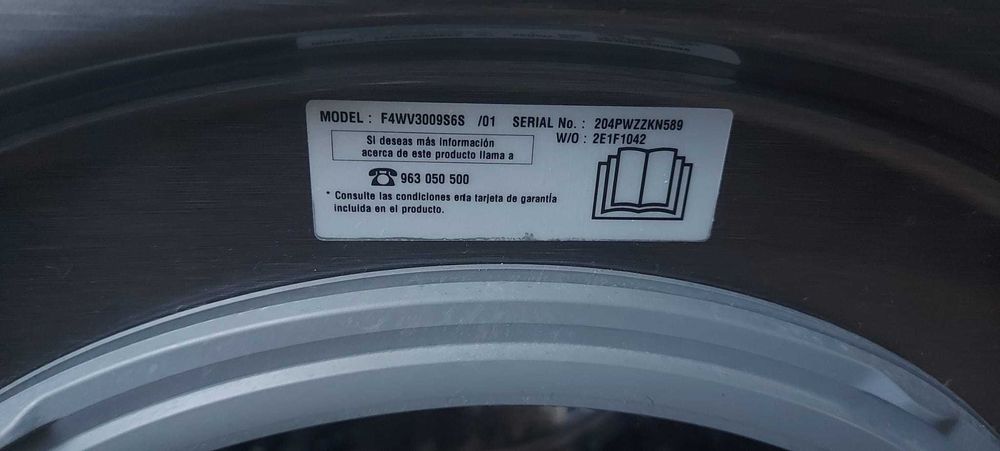 MODEL : F4WV3009S6S /01 SERIAL No. : 204PWZZKN589
W/O : 2E1F1042
Si deseas más información
acerca de este producto llama a
963 050 500
* Consulte las condiciones en la tarjeta de garantía
incluida en el producto.